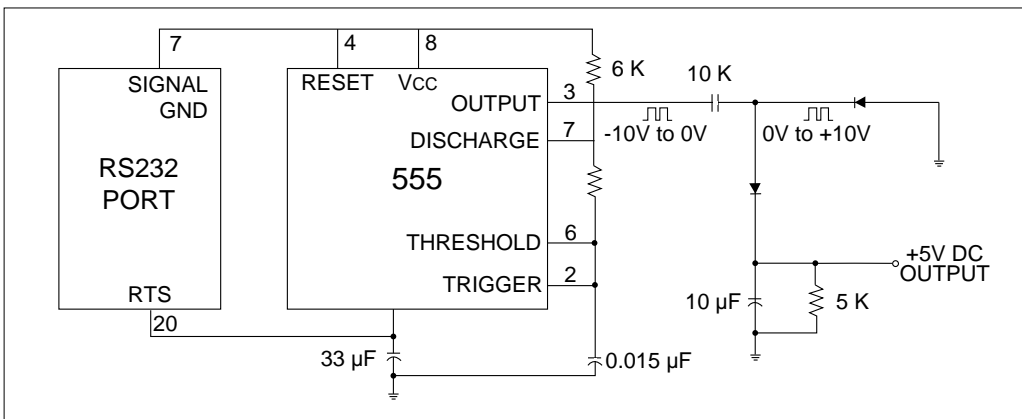 7
4
8
SIGNAL
GND
RESET
VCC
6 K
10 K
OUTPUT
3
-10V to 0V
0V to +10V
DISCHARGE
7
RS232
PORT
555
THRESHOLD
6
TRIGGER
2
+5V DC
OUTPUT
RTS
20
10 µF
5 K
33 µF
0.015 µF